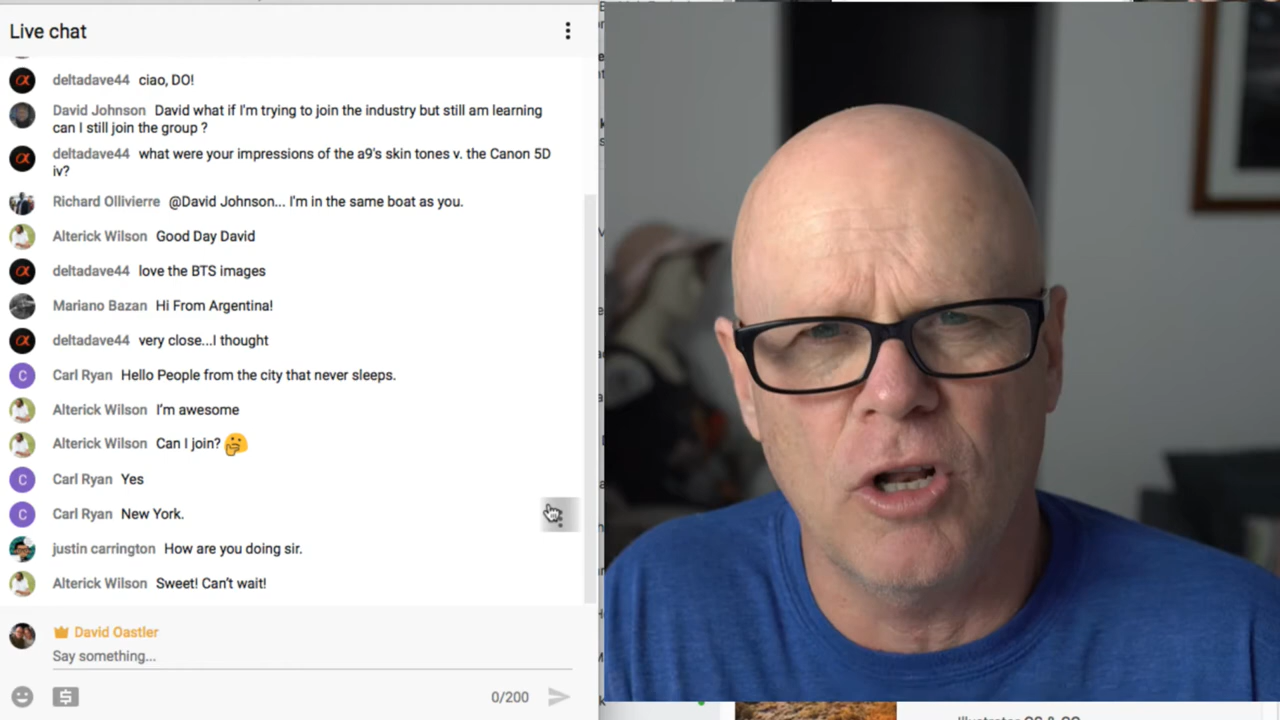 Live chat
deltadave44 ciao, DO!
David Johnson David what if I'm trying to join the industry but still am learning
can I still join the group ?
deltadave44 what were your impressions of the a9's skin tones v. the Canon 5D
iv?
Richard Ollivierre @David Johnson... I'm in the same boat as you.
Alterick Wilson Good Day David
deltadave44 love the BTS images
Mariano Bazan Hi From Argentina!
deltadave44 very close...I thought
C Carl Ryan Hello People from the city that never sleeps.
Alterick Wilson I'm awesome
Alterick Wilson Can I join? 🤔
C Carl Ryan Yes
C Carl Ryan New York.
justin carrington How are you doing sir.
Alterick Wilson Sweet! Can't wait!
David Oastler
Say something...
0/200